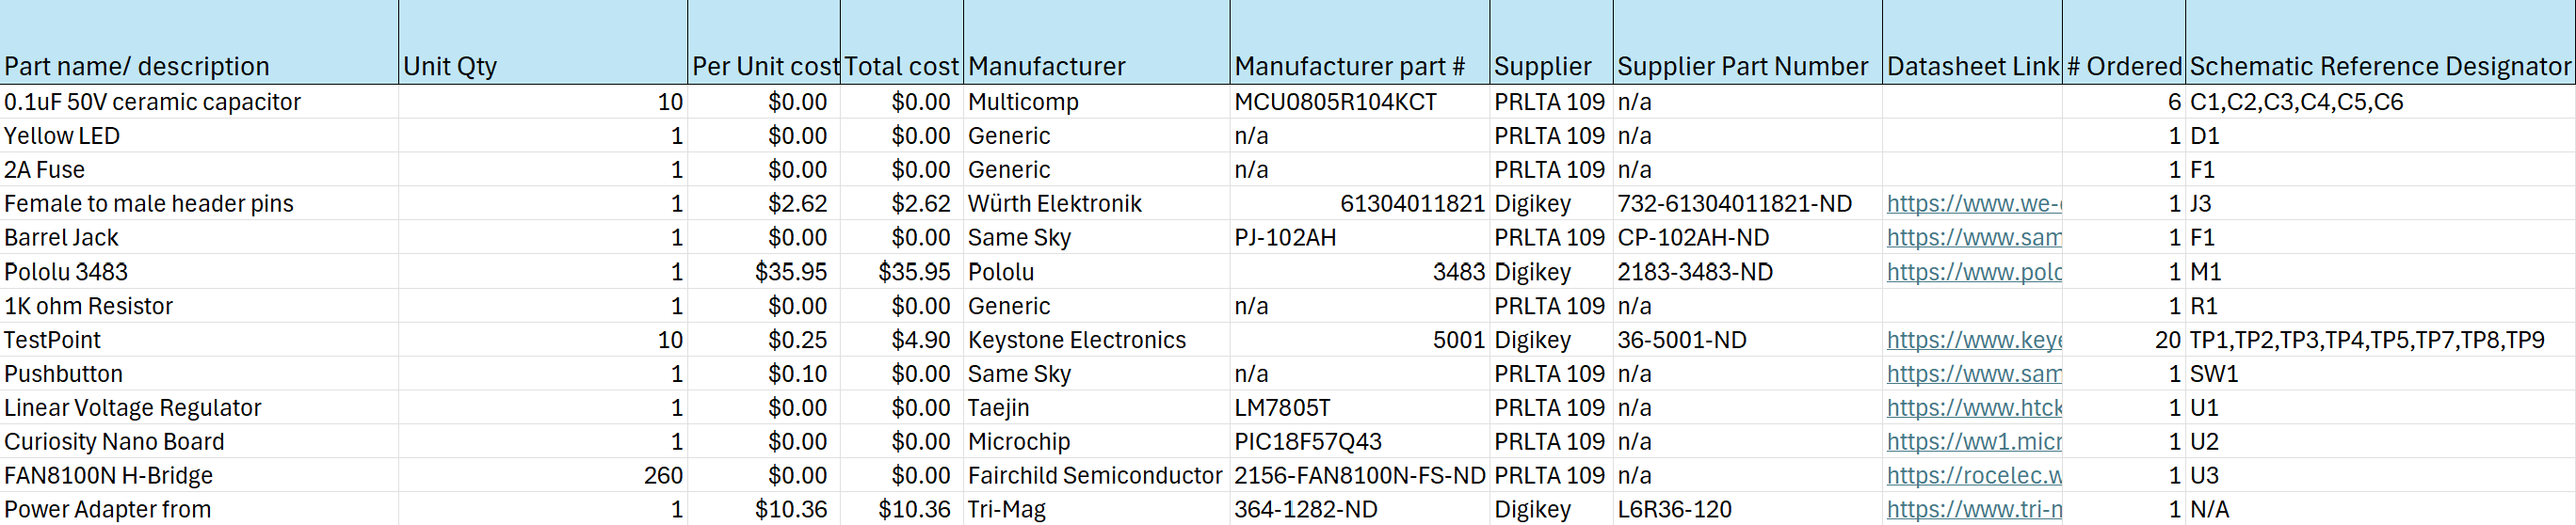 Part name/ description Unit Qty Per Unit cost Total cost Manufacturer Manufacturer part # Supplier Supplier Part Number Datasheet Link # Ordered Schematic Reference Designator
0.1uF 50V ceramic capacitor 10 $0.00 $0.00 Multicomp MCU0805R104KCT PRLTA 109 n/a 6 C1,C2,C3,C4,C5,C6
Yellow LED 1 $0.00 $0.00 Generic n/a PRLTA 109 n/a 1 D1
2A Fuse 1 $0.00 $0.00 Generic n/a PRLTA 109 n/a 1 F1
Female to male header pins 1 $2.62 $2.62 Würth Elektronik 61304011821 Digikey 732-61304011821-ND https://www.we- 1 J3
Barrel Jack 1 $0.00 $0.00 Same Sky PJ-102AH PRLTA 109 CP-102AH-ND https://www.sam 1 F1
Pololu 3483 1 $35.95 $35.95 Pololu 3483 Digikey 2183-3483-ND https://www.polo 1 M1
1K ohm Resistor 1 $0.00 $0.00 Generic n/a PRLTA 109 n/a 1 R1
TestPoint 10 $0.25 $4.90 Keystone Electronics 5001 Digikey 36-5001-ND https://www.keye 20 TP1,TP2,TP3,TP4,TP5,TP7,TP8,TP9
Pushbutton 1 $0.10 $0.00 Same Sky n/a PRLTA 109 n/a https://www.sam 1 SW1
Linear Voltage Regulator 1 $0.00 $0.00 Taejin LM7805T PRLTA 109 n/a https://www.htck 1 U1
Curiosity Nano Board 1 $0.00 $0.00 Microchip PIC18F57Q43 PRLTA 109 n/a https://ww1.micr 1 U2
FAN8100N H-Bridge 260 $0.00 $0.00 Fairchild Semiconductor 2156-FAN8100N-FS-ND PRLTA 109 n/a https://rocelec.w 1 U3
Power Adapter from 1 $10.36 $10.36 Tri-Mag 364-1282-ND Digikey L6R36-120 https://www.tri-m 1 N/A